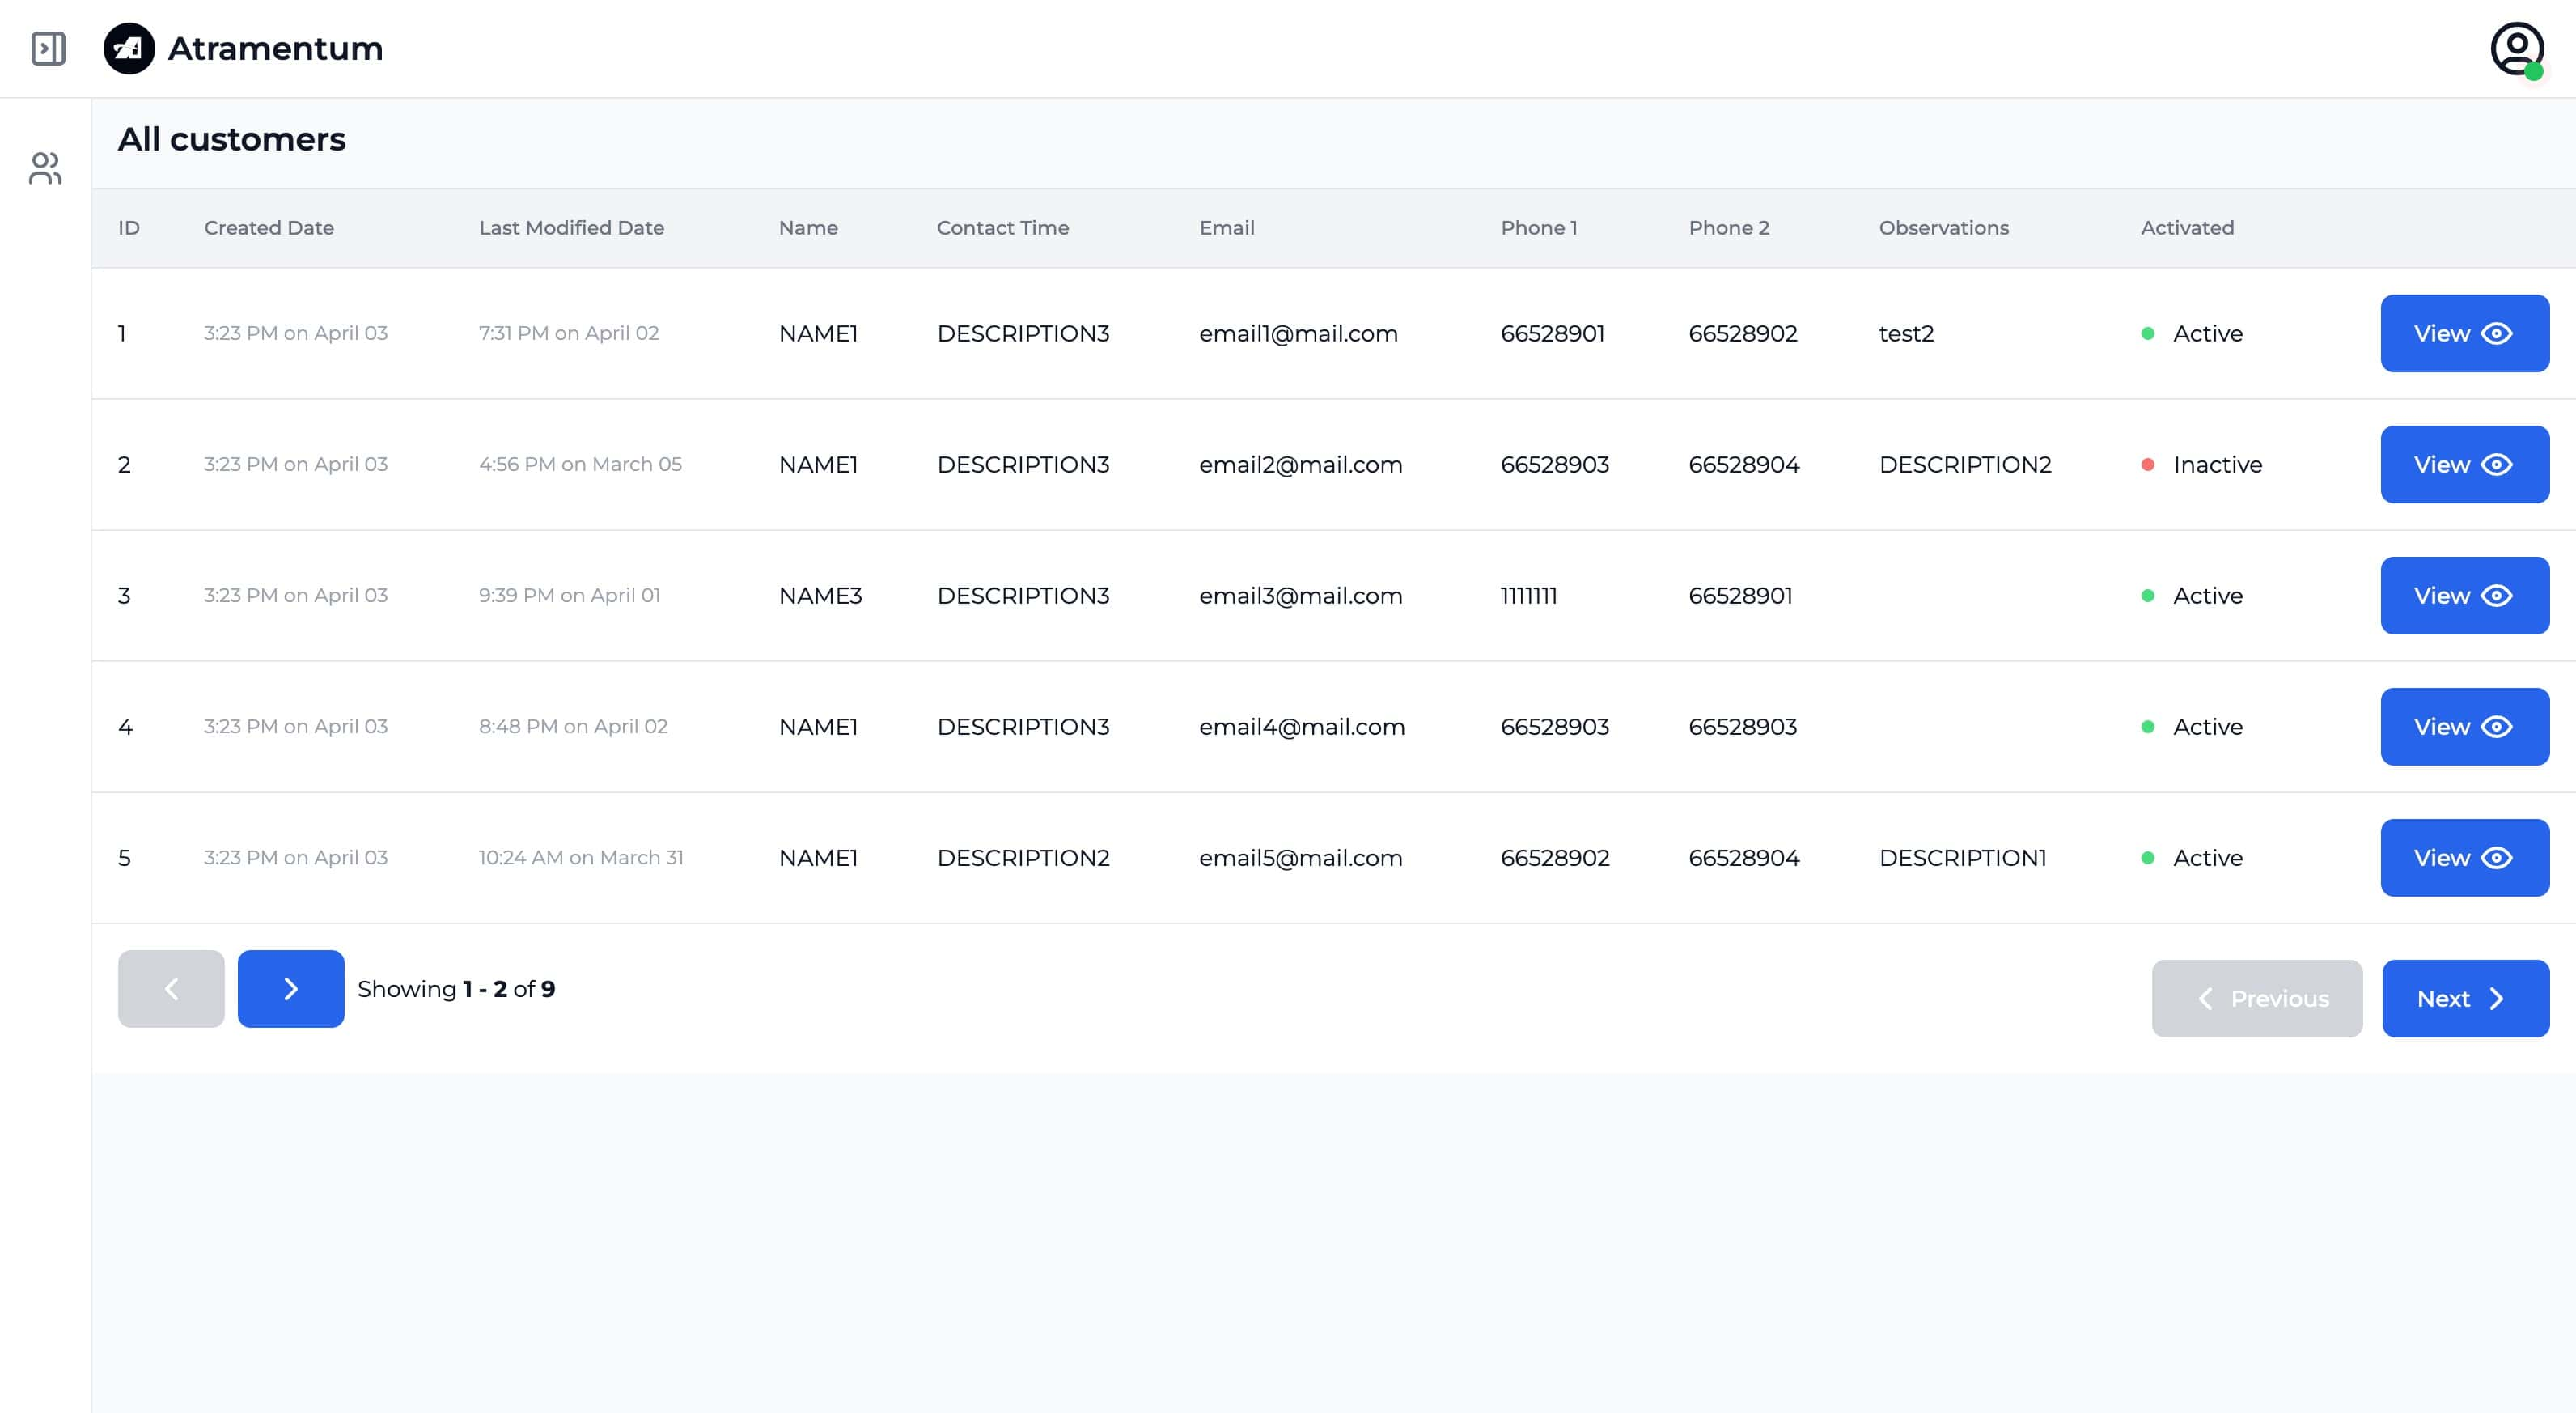 Atramentum
All customers
ID Created Date Last Modified Date Name Contact Time Email Phone 1 Phone 2 Observations Activated
1 3:23 PM on April 03 7:31 PM on April 02 NAME1 DESCRIPTION3 email1@mail.com 66528901 66528902 test2 Active View
2 3:23 PM on April 03 4:56 PM on March 05 NAME1 DESCRIPTION3 email2@mail.com 66528903 66528904 DESCRIPTION2 Inactive View
3 3:23 PM on April 03 9:39 PM on April 01 NAME3 DESCRIPTION3 email3@mail.com 1111111 66528901 Active View
4 3:23 PM on April 03 8:48 PM on April 02 NAME1 DESCRIPTION3 email4@mail.com 66528903 66528903 Active View
5 3:23 PM on April 03 10:24 AM on March 31 NAME1 DESCRIPTION2 email5@mail.com 66528902 66528904 DESCRIPTION1 Active View
Showing 1 - 2 of 9 Previous Next